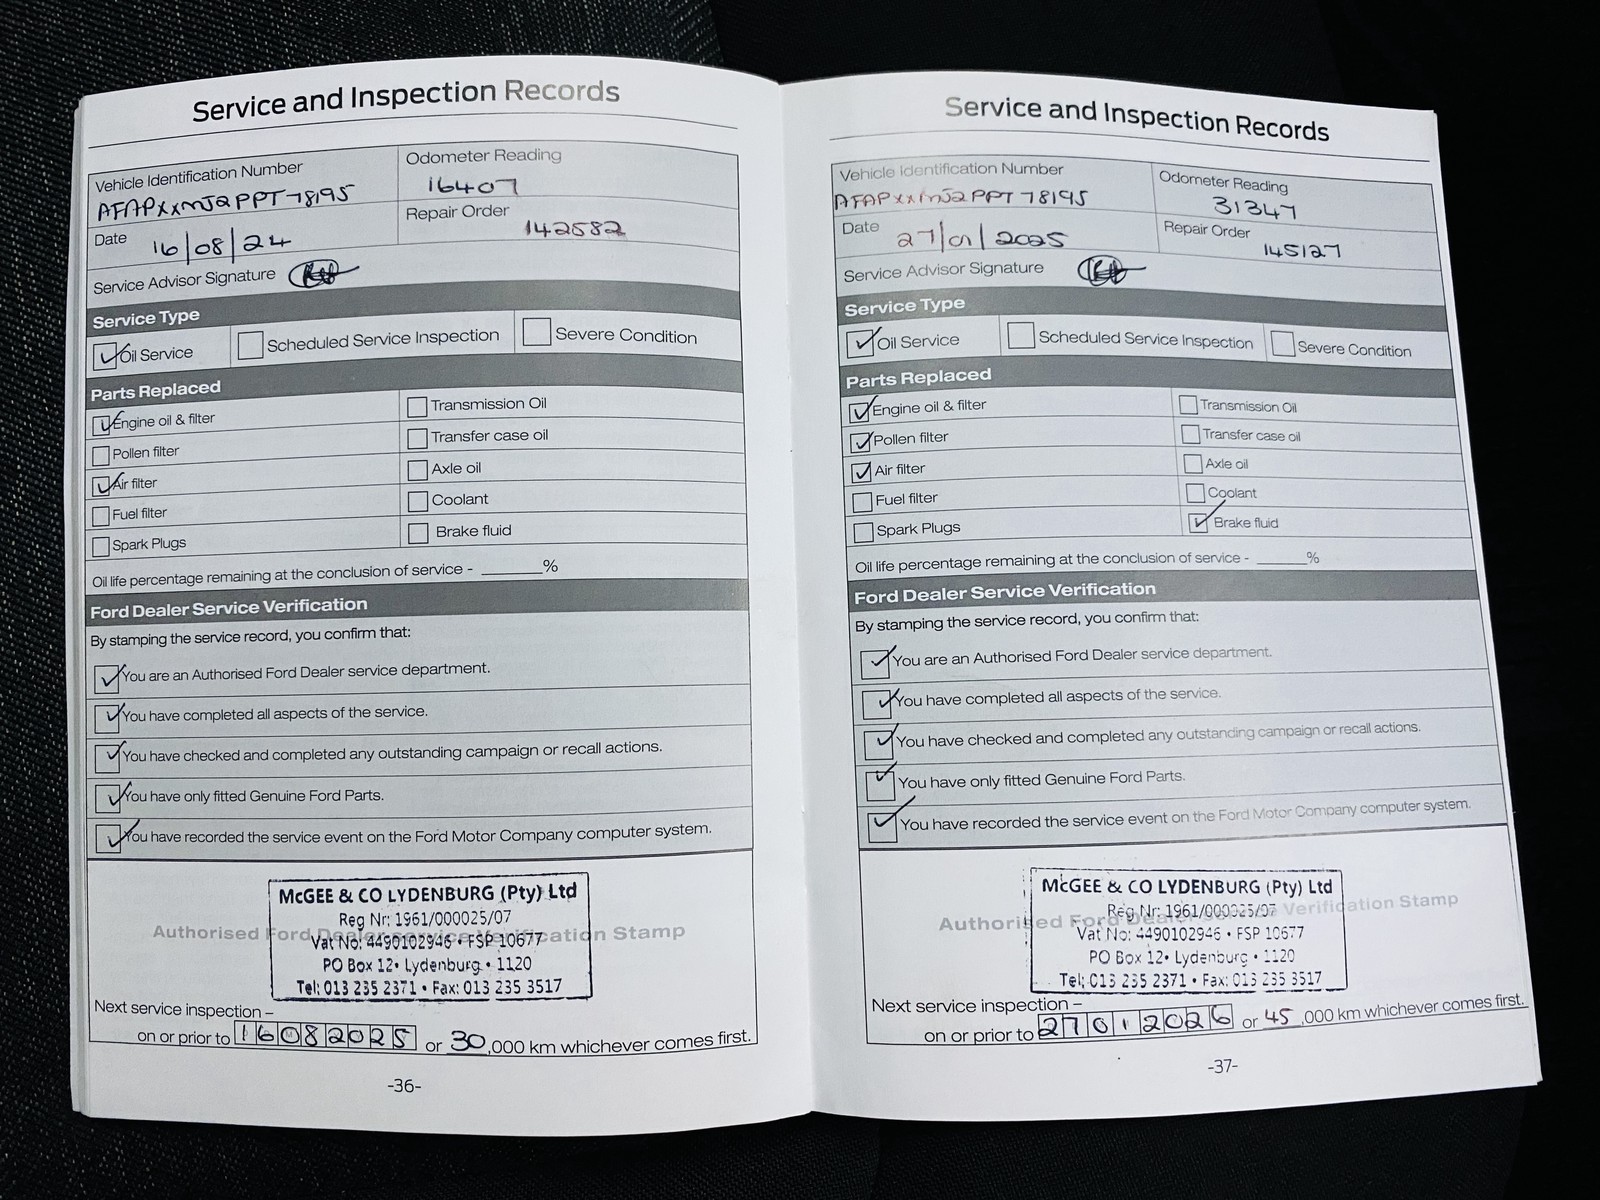 Service and Inspection Records
Vehicle Identification Number
AFAPXXMJ2PPT78195
Odometer Reading
16407
Date 16/08/24
Repair Order 142582
Service Advisor Signature
Service Type
Oil Service
Scheduled Service Inspection
Severe Condition
Parts Replaced
Engine oil & filter
Transmission Oil
Pollen filter
Transfer case oil
Air filter
Axle oil
Fuel filter
Coolant
Spark Plugs
Brake fluid
Oil life percentage remaining at the conclusion of service - ______%
Ford Dealer Service Verification
By stamping the service record, you confirm that:
You are an Authorised Ford Dealer service department.
You have completed all aspects of the service.
You have checked and completed any outstanding campaign or recall actions.
You have only fitted Genuine Ford Parts.
You have recorded the service event on the Ford Motor Company computer system.
Authorised Ford Dealer service Verification Stamp
McGEE & CO LYDENBURG (Pty) Ltd
Reg Nr: 1961/000025/07
Vat No: 4490102946 • FSP 10677
PO Box 12 • Lydenburg • 1120
Tel: 013 235 2371 • Fax: 013 235 3517
Next service inspection –
on or prior to 16082025 or 30,000 km whichever comes first.
-36-
Service and Inspection Records
Vehicle Identification Number
AFAPXXMJ2PPT78195
Odometer Reading
31347
Date 27/01/2025
Repair Order 145127
Service Advisor Signature
Service Type
Oil Service
Scheduled Service Inspection
Severe Condition
Parts Replaced
Engine oil & filter
Transmission Oil
Pollen filter
Transfer case oil
Air filter
Axle oil
Fuel filter
Coolant
Spark Plugs
Brake fluid
Oil life percentage remaining at the conclusion of service - ______%
Ford Dealer Service Verification
By stamping the service record, you confirm that:
You are an Authorised Ford Dealer service department.
You have completed all aspects of the service.
You have checked and completed any outstanding campaign or recall actions.
You have only fitted Genuine Ford Parts.
You have recorded the service event on the Ford Motor Company computer system.
Authorised Ford Dealer service Verification Stamp
McGEE & CO LYDENBURG (Pty) Ltd
Reg Nr: 1961/000025/07
Vat No: 4490102946 • FSP 10677
PO Box 12 • Lydenburg • 1120
Tel: 013 235 2371 • Fax: 013 235 3517
Next service inspection –
on or prior to 27012026 or 45,000 km whichever comes first.
-37-